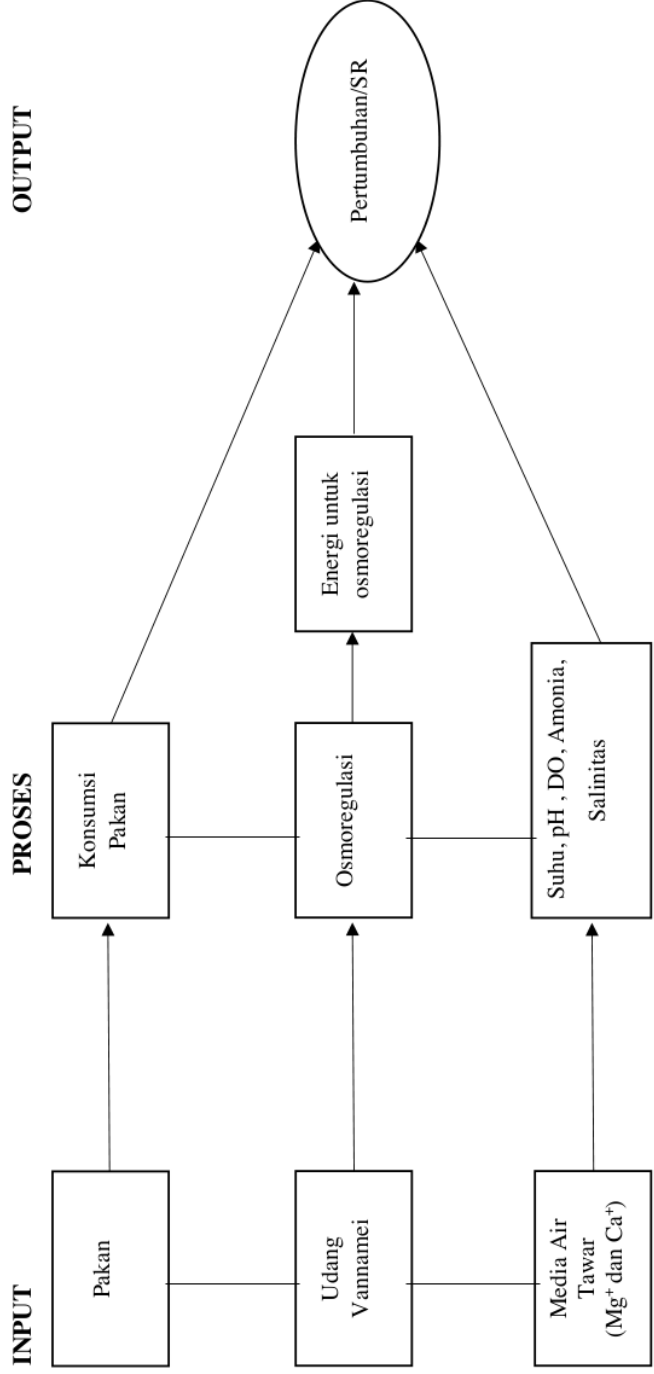 INPUT
PROSES
OUTPUT
Pakan
Konsumsi
Pakan
Udang
Vannamei
Osmoregulasi
Energi untuk
osmoregulasi
Pertumbuhan/SR
Media Air
Tawar
(Mg⁺ dan Ca⁺)
Suhu, pH , DO, Amonia,
Salinitas